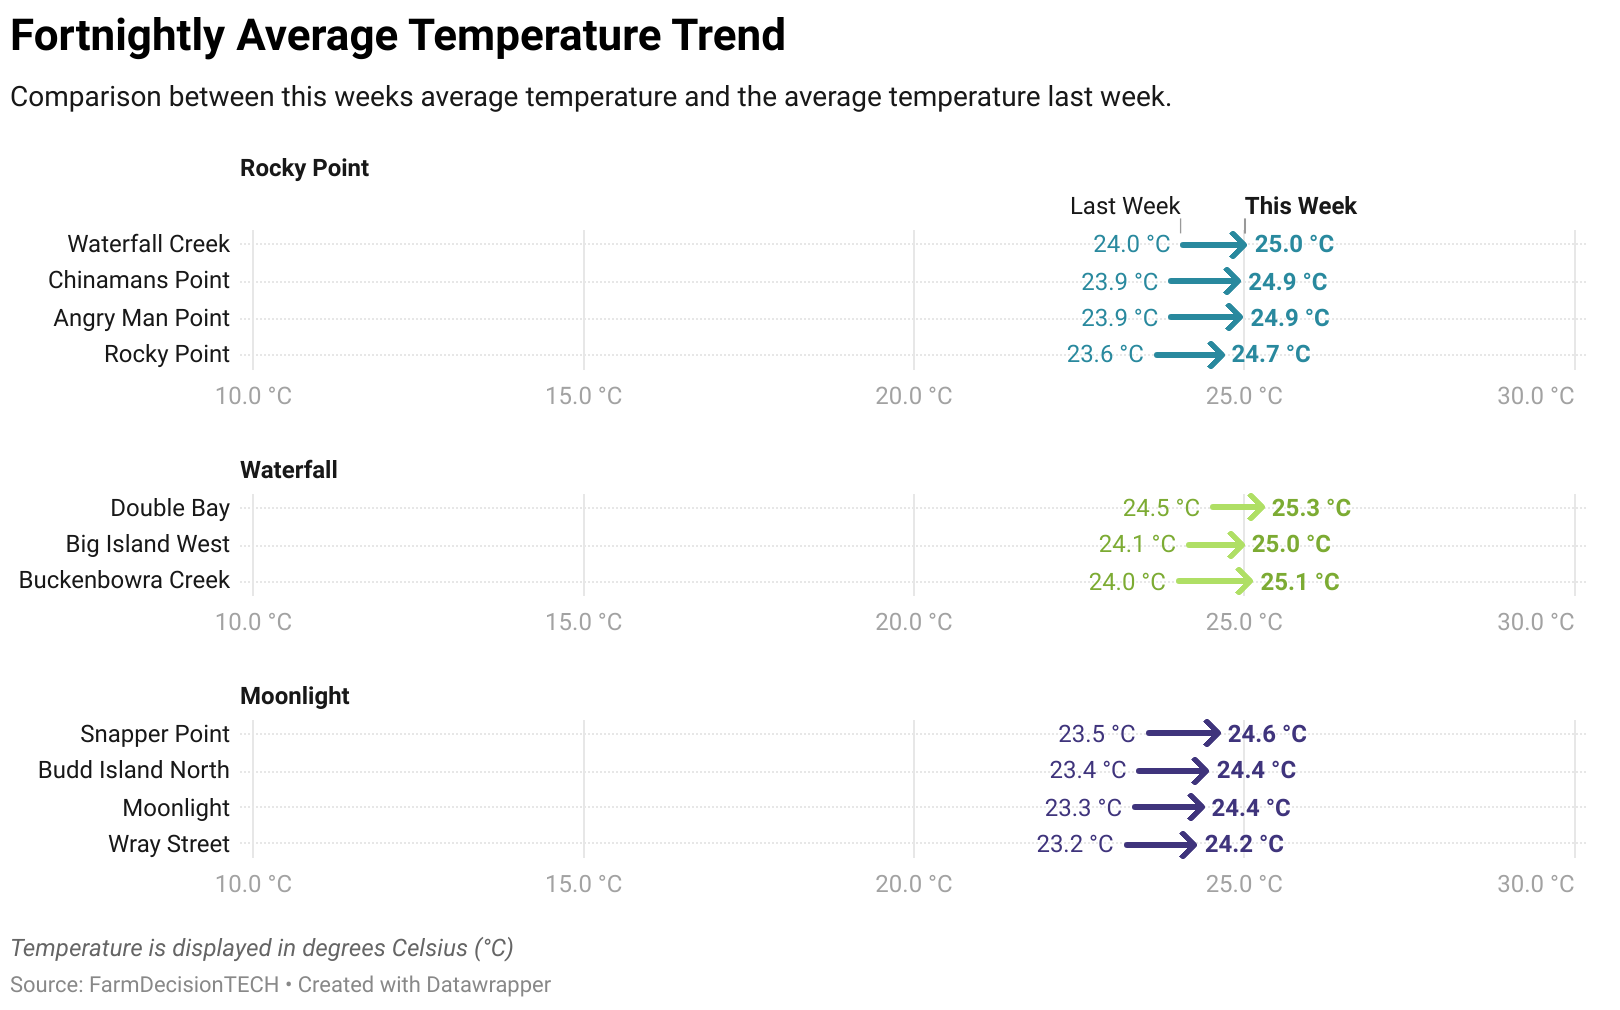 Fortnightly Average Temperature Trend
Comparison between this weeks average temperature and the average temperature last week.
Rocky Point
Last Week This Week
Waterfall Creek 24.0 °C 25.0 °C
Chinamans Point 23.9 °C 24.9 °C
Angry Man Point 23.9 °C 24.9 °C
Rocky Point 23.6 °C 24.7 °C
10.0 °C 15.0 °C 20.0 °C 25.0 °C 30.0 °C
Waterfall
Double Bay 24.5 °C 25.3 °C
Big Island West 24.1 °C 25.0 °C
Buckenbowra Creek 24.0 °C 25.1 °C
10.0 °C 15.0 °C 20.0 °C 25.0 °C 30.0 °C
Moonlight
Snapper Point 23.5 °C 24.6 °C
Budd Island North 23.4 °C 24.4 °C
Moonlight 23.3 °C 24.4 °C
Wray Street 23.2 °C 24.2 °C
10.0 °C 15.0 °C 20.0 °C 25.0 °C 30.0 °C
Temperature is displayed in degrees Celsius (°C)
Source: FarmDecisionTECH • Created with Datawrapper